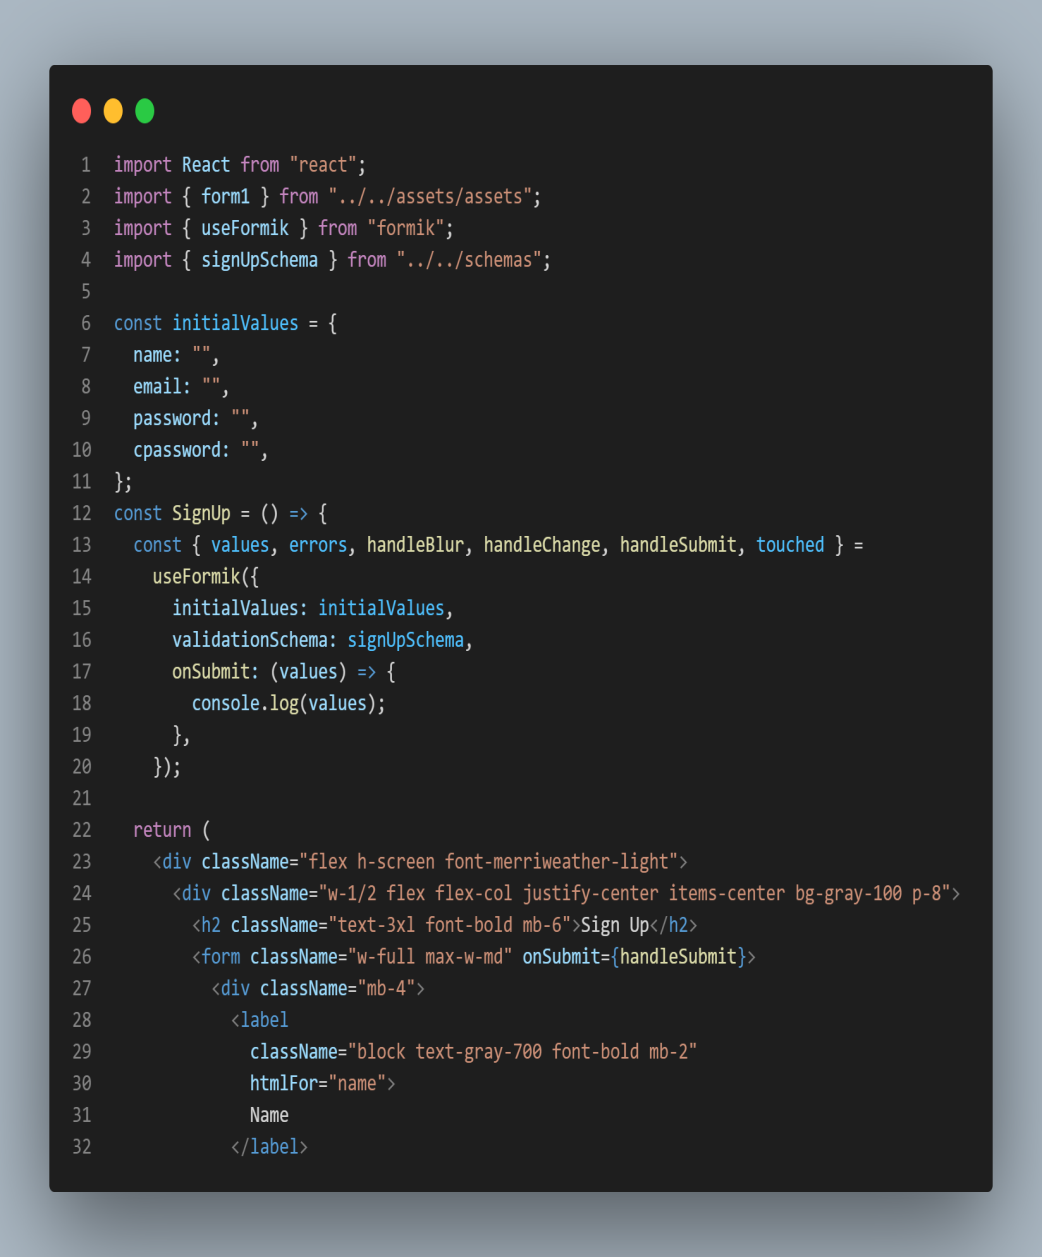 1 import React from "react";
2 import { form1 } from "../../assets/assets";
3 import { useFormik } from "formik";
4 import { signUpSchema } from "../../schemas";
5
6 const initialValues = {
7   name: "",
8   email: "",
9   password: "",
10   cpassword: "",
11 };
12 const SignUp = () => {
13   const { values, errors, handleBlur, handleChange, handleSubmit, touched } =
14     useFormik({
15       initialValues: initialValues,
16       validationSchema: signUpSchema,
17       onSubmit: (values) => {
18         console.log(values);
19       },
20     });
21
22   return (
23     <div className="flex h-screen font-merriweather-light">
24       <div className="w-1/2 flex flex-col justify-center items-center bg-gray-100 p-8">
25         <h2 className="text-3xl font-bold mb-6">Sign Up</h2>
26         <form className="w-full max-w-md" onSubmit={handleSubmit}>
27           <div className="mb-4">
28             <label
29               className="block text-gray-700 font-bold mb-2"
30               htmlFor="name">
31               Name
32             </label>